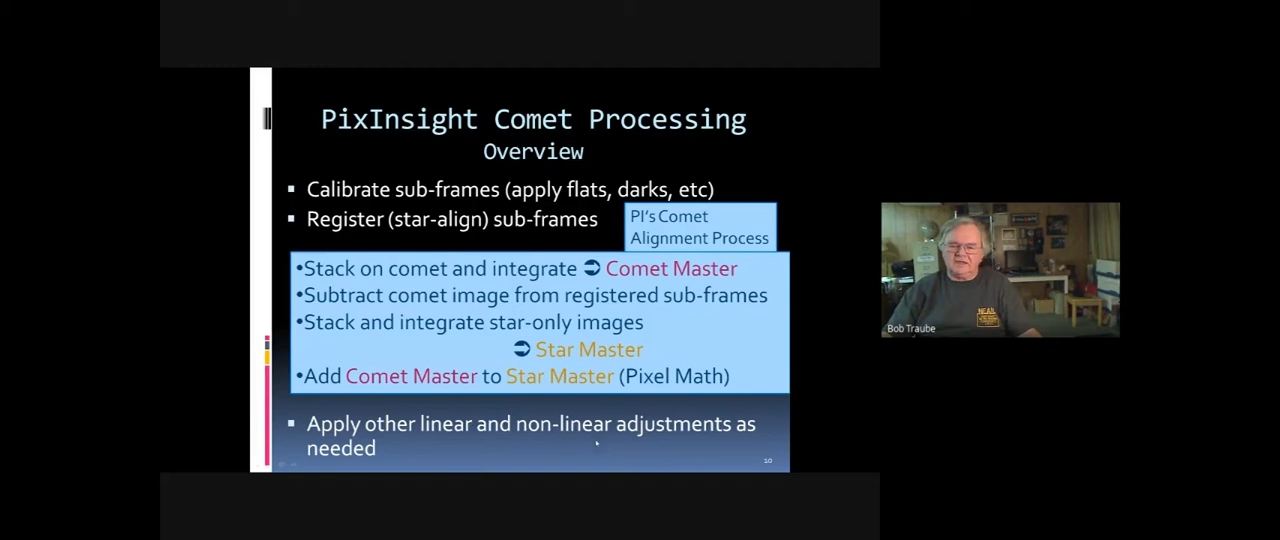 PixInsight Comet Processing
Overview
▪ Calibrate sub-frames (apply flats, darks, etc)
▪ Register (star-align) sub-frames
PI's Comet
Alignment Process
•Stack on comet and integrate ➲ Comet Master
•Subtract comet image from registered sub-frames
•Stack and integrate star-only images
➲ Star Master
•Add Comet Master to Star Master (Pixel Math)
▪ Apply other linear and non-linear adjustments as
needed
10
NEAF
Bob Traube